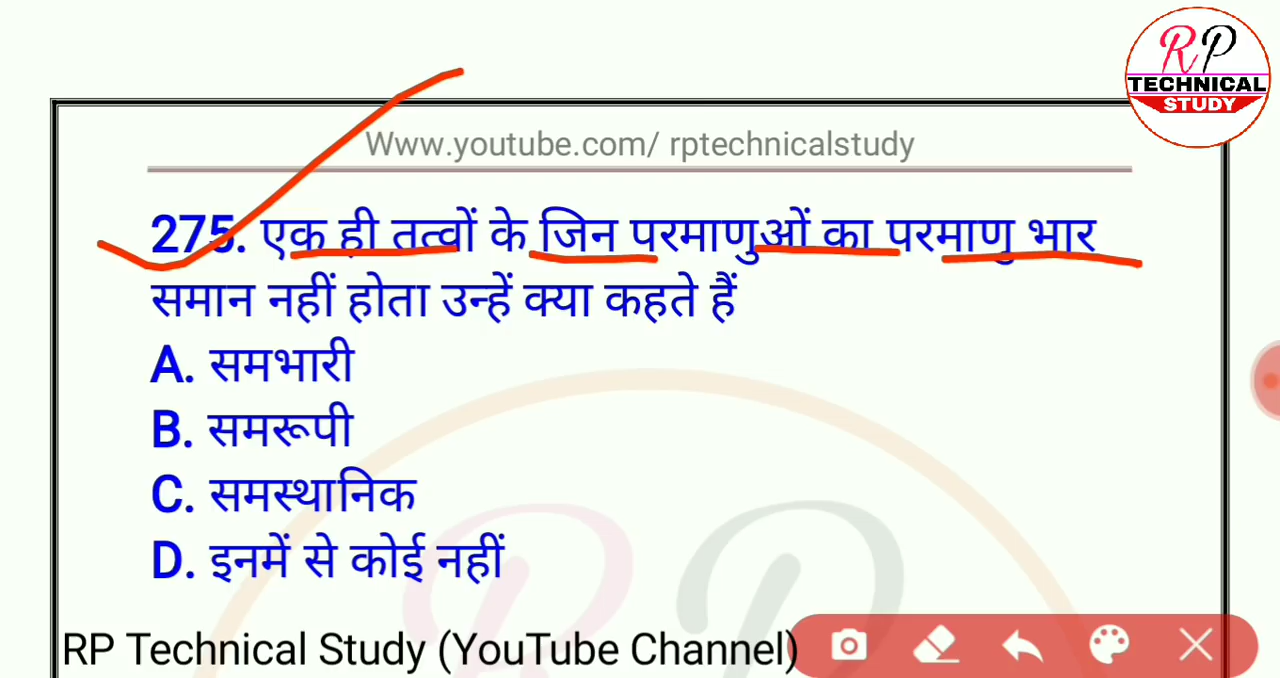 RP
TECHNICAL
STUDY
Www.youtube.com/ rptechnicalstudy
275. एक ही तत्वों के जिन परमाणुओं का परमाणु भार
समान नहीं होता उन्हें क्या कहते हैं
A. समभारी
B. समरूपी
C. समस्थानिक
D. इनमें से कोई नहीं
RP
RP Technical Study (YouTube Channel)